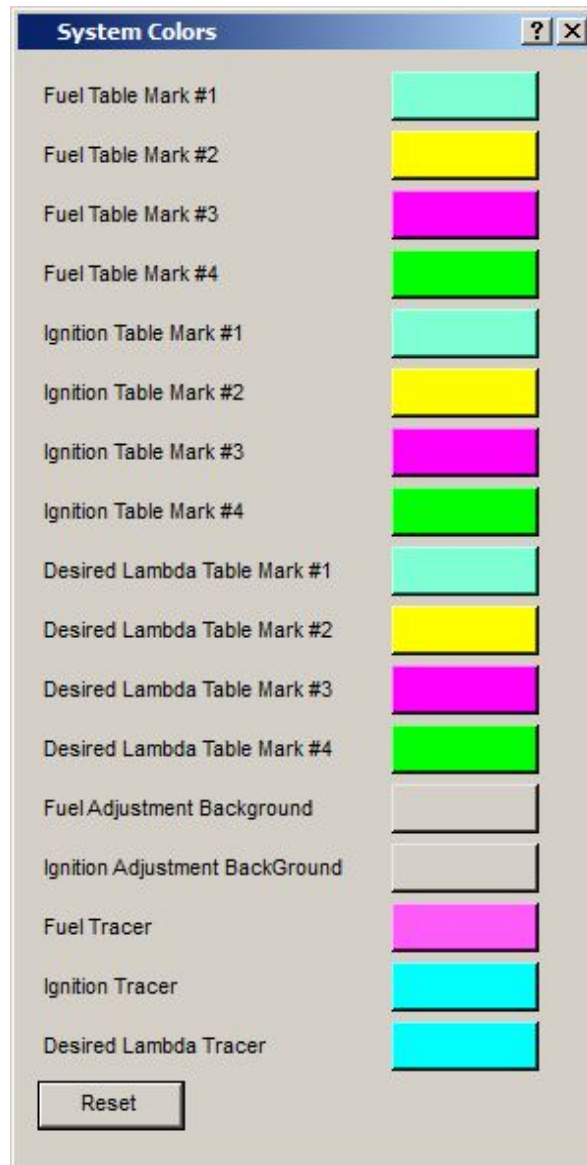 System Colors
Fuel Table Mark #1
Fuel Table Mark #2
Fuel Table Mark #3
Fuel Table Mark #4
Ignition Table Mark #1
Ignition Table Mark #2
Ignition Table Mark #3
Ignition Table Mark #4
Desired Lambda Table Mark #1
Desired Lambda Table Mark #2
Desired Lambda Table Mark #3
Desired Lambda Table Mark #4
Fuel Adjustment Background
Ignition Adjustment BackGround
Fuel Tracer
Ignition Tracer
Desired Lambda Tracer
Reset